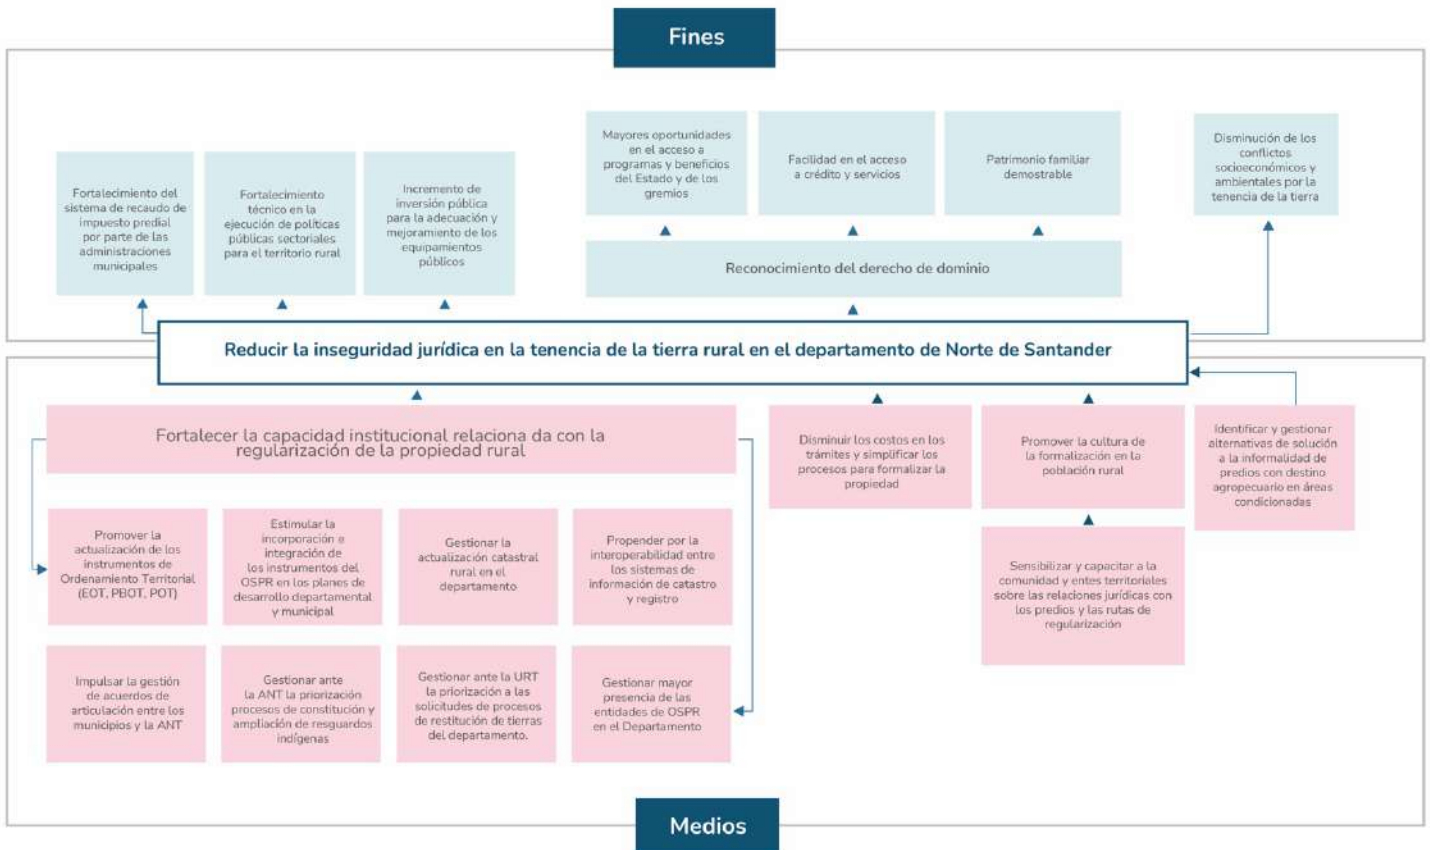 Fines
Mayores oportunidades
en el acceso a
programas y beneficios
del Estado y de los
gremios
Facilidad en el acceso
a crédito y servicios
Patrimonio familiar
demostrable
Disminución de los
conflictos
socioeconómicos y
ambientales por la
tenencia de la tierra
Fortalecimiento del
sistema de recaudo de
impuesto predial
por parte de las
administraciones
municipales
Fortalecimiento
técnico en la
ejecución de políticas
públicas sectoriales
para el territorio rural
Incremento de
inversión pública
para la adecuación y
mejoramiento de los
equipamientos
públicos
Reconocimiento del derecho de dominio
Reducir la inseguridad jurídica en la tenencia de la tierra rural en el departamento de Norte de Santander
Fortalecer la capacidad institucional relaciona da con la
regularización de la propiedad rural
Disminuir los costos en los
trámites y simplificar los
procesos para formalizar la
propiedad
Promover la cultura de
la formalización en la
población rural
Identificar y gestionar
alternativas de solución
a la informalidad de
predios con destino
agropecuario en áreas
condicionadas
Promover la
actualización de los
instrumentos de
Ordenamiento Territorial
(EOT, PBOT, POT)
Estimular la
incorporación e
integración de
los instrumentos del
OSPR en los planes de
desarrollo departamental
y municipal
Gestionar la
actualización catastral
rural en el
departamento
Propender por la
interoperabilidad entre
los sistemas de
información de catastro
y registro
Sensibilizar y capacitar a la
comunidad y entes territoriales
sobre las relaciones jurídicas con
los predios y las rutas de
regularización
Impulsar la gestión
de acuerdos de
articulación entre los
municipios y la ANT
Gestionar ante
la ANT la priorización
procesos de constitución y
ampliación de resguardos
indígenas
Gestionar ante la URT
la priorización a las
solicitudes de procesos
de restitución de tierras
del departamento.
Gestionar mayor
presencia de las
entidades de OSPR
en el Departamento
Medios